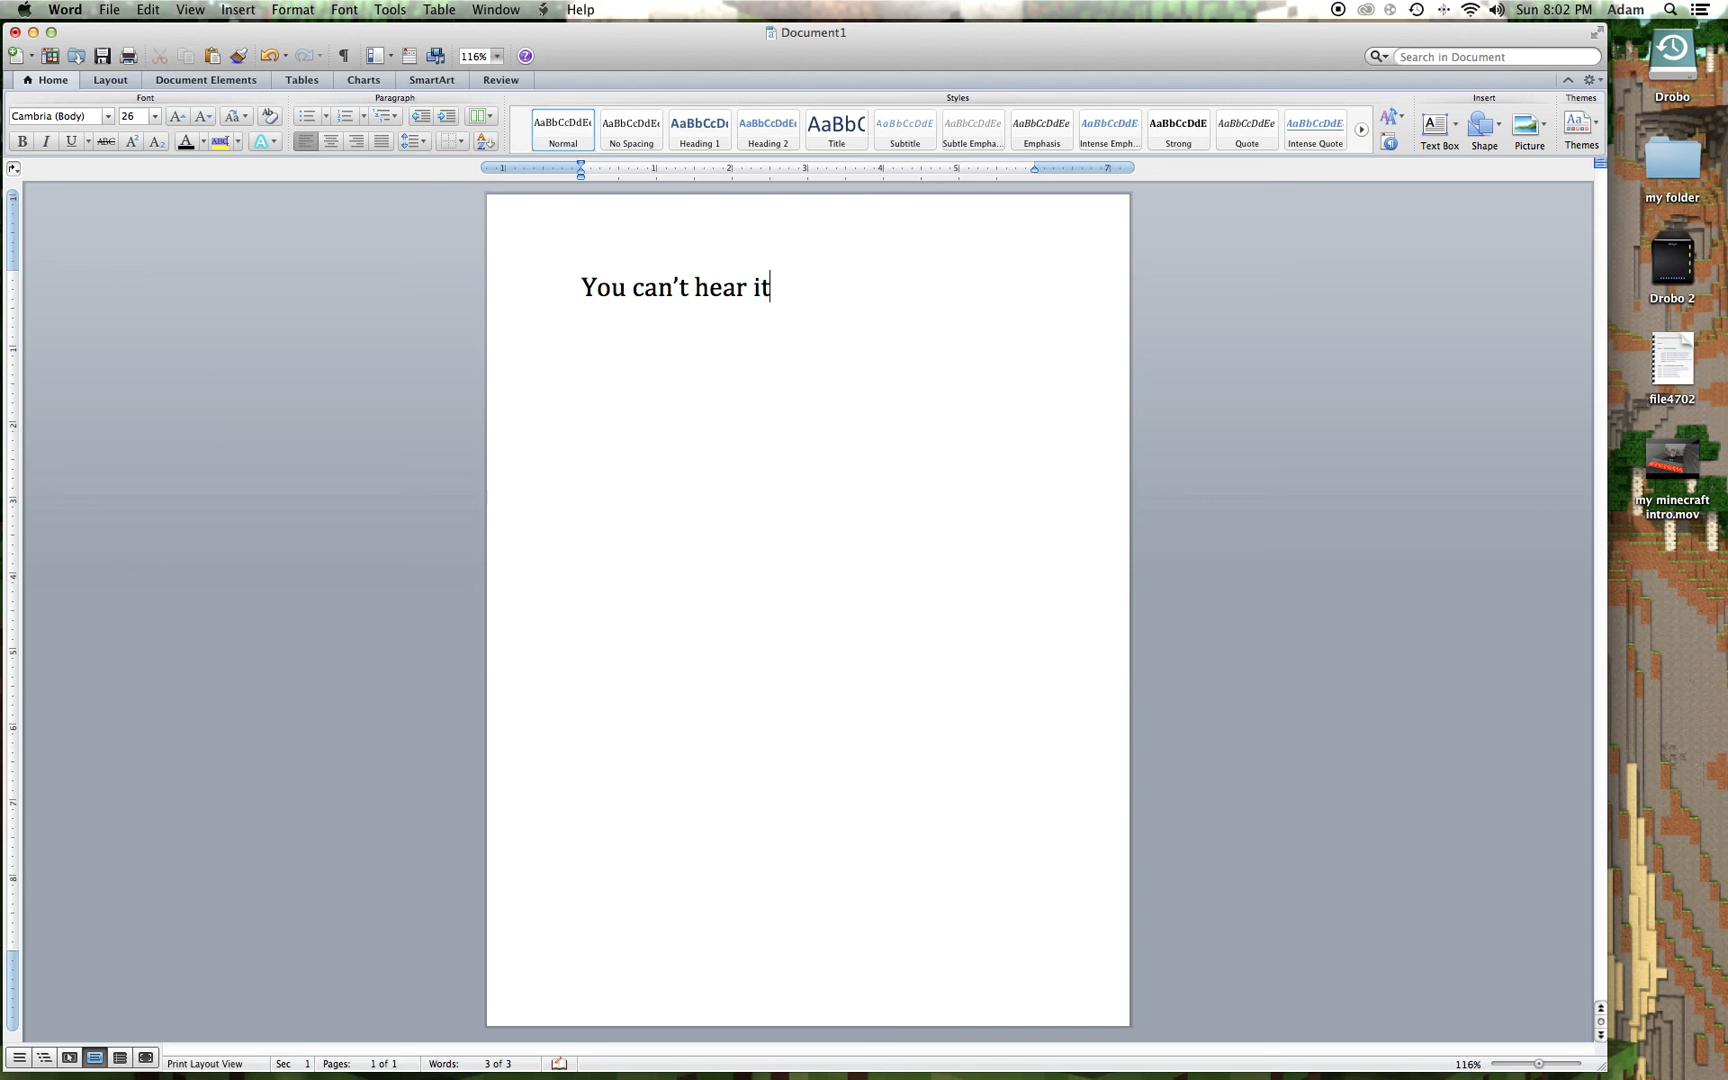 Word File Edit View Insert Format Font Tools Table Window Help Sun 8:02 PM Adam
Document1
116% Search in Document
Home Layout Document Elements Tables Charts SmartArt Review
Font Paragraph Styles Insert Themes
Cambria (Body) 26 AaBbCcDdEe AaBbCcDdEe AaBbCcDc AaBbCcDdEe AaBbC AaBbCcDdE AaBbCcDdEe AaBbCcDdEe AaBbCcDdE AaBbCcDdE AaBbCcDdEe AaBbCcDdE
Normal No Spacing Heading 1 Heading 2 Title Subtitle Subtle Empha... Emphasis Intense Emph... Strong Quote Intense Quote Text Box Shape Picture Themes
You can’t hear it
Drobo
my folder
Drobo 2
file4702
my minecraft
intro.mov
Print Layout View Sec 1 Pages: 1 of 1 Words: 3 of 3 116%